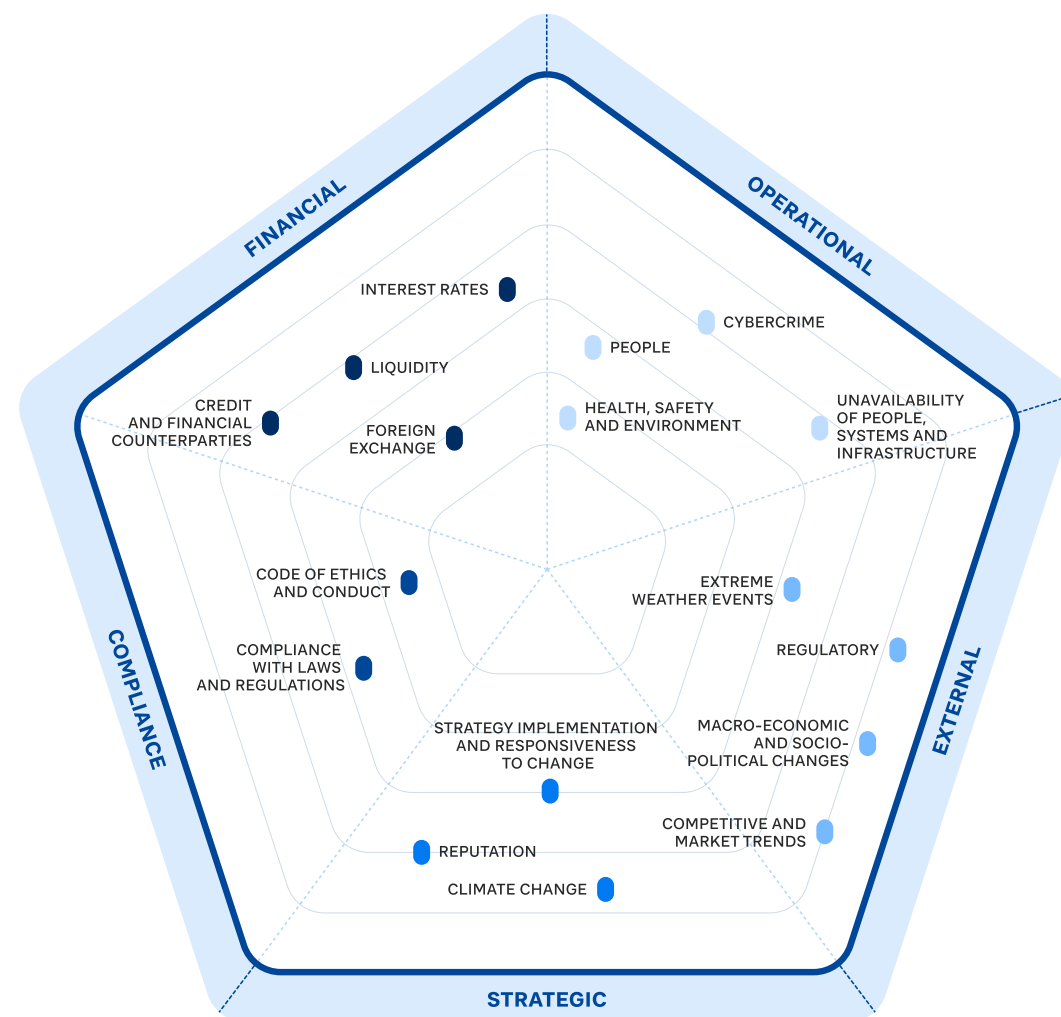 FINANCIAL
OPERATIONAL
INTEREST RATES
CYBERCRIME
PEOPLE
LIQUIDITY
CREDIT
AND FINANCIAL
COUNTERPARTIES
FOREIGN
EXCHANGE
HEALTH, SAFETY
AND ENVIRONMENT
UNAVAILABILITY
OF PEOPLE,
SYSTEMS AND
INFRASTRUCTURE
CODE OF ETHICS
AND CONDUCT
EXTREME
WEATHER EVENTS
COMPLIANCE
WITH LAWS
AND REGULATIONS
REGULATORY
COMPLIANCE
EXTERNAL
STRATEGY IMPLEMENTATION
AND RESPONSIVENESS
TO CHANGE
MACRO-ECONOMIC
AND SOCIO-
POLITICAL CHANGES
COMPETITIVE AND
MARKET TRENDS
REPUTATION
CLIMATE CHANGE
STRATEGIC